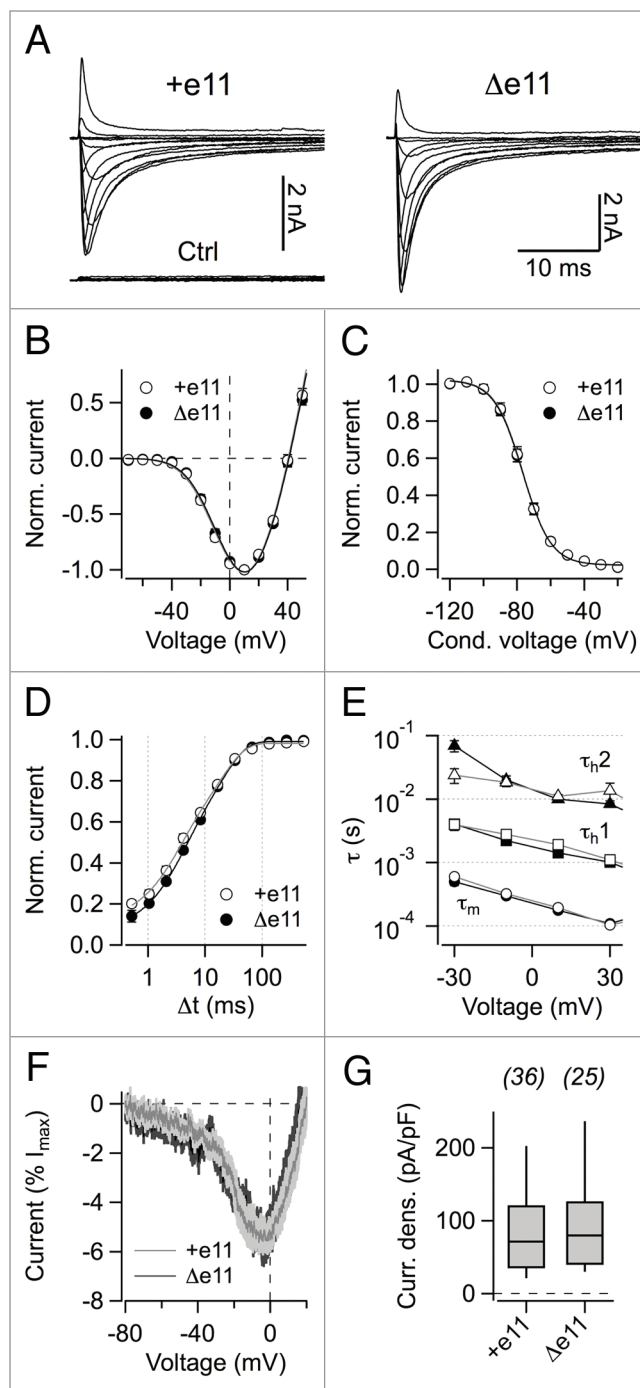 A
+e11
Δe11
2 nA
Ctrl
2 nA
10 ms
B
+e11
Δe11
Norm. current
0.5
0.0
-0.5
-1.0
-40
0
40
Voltage (mV)
C
+e11
Δe11
Norm. current
1.0
0.8
0.6
0.4
0.2
0.0
-120
-80
-40
Cond. voltage (mV)
D
Norm. current
1.0
0.8
0.6
0.4
0.2
0.0
+e11
Δe11
1
10
100
Δt (ms)
E
τ (s)
10⁻¹
10⁻²
10⁻³
10⁻⁴
τₕ2
τₕ1
τₘ
-30
0
30
Voltage (mV)
F
Current (% Iₘₐₓ)
0
-2
-4
-6
-8
+e11
Δe11
-80
-40
0
Voltage (mV)
G
(36) (25)
Curr. dens. (pA/pF)
200
100
0
+e11
Δe11